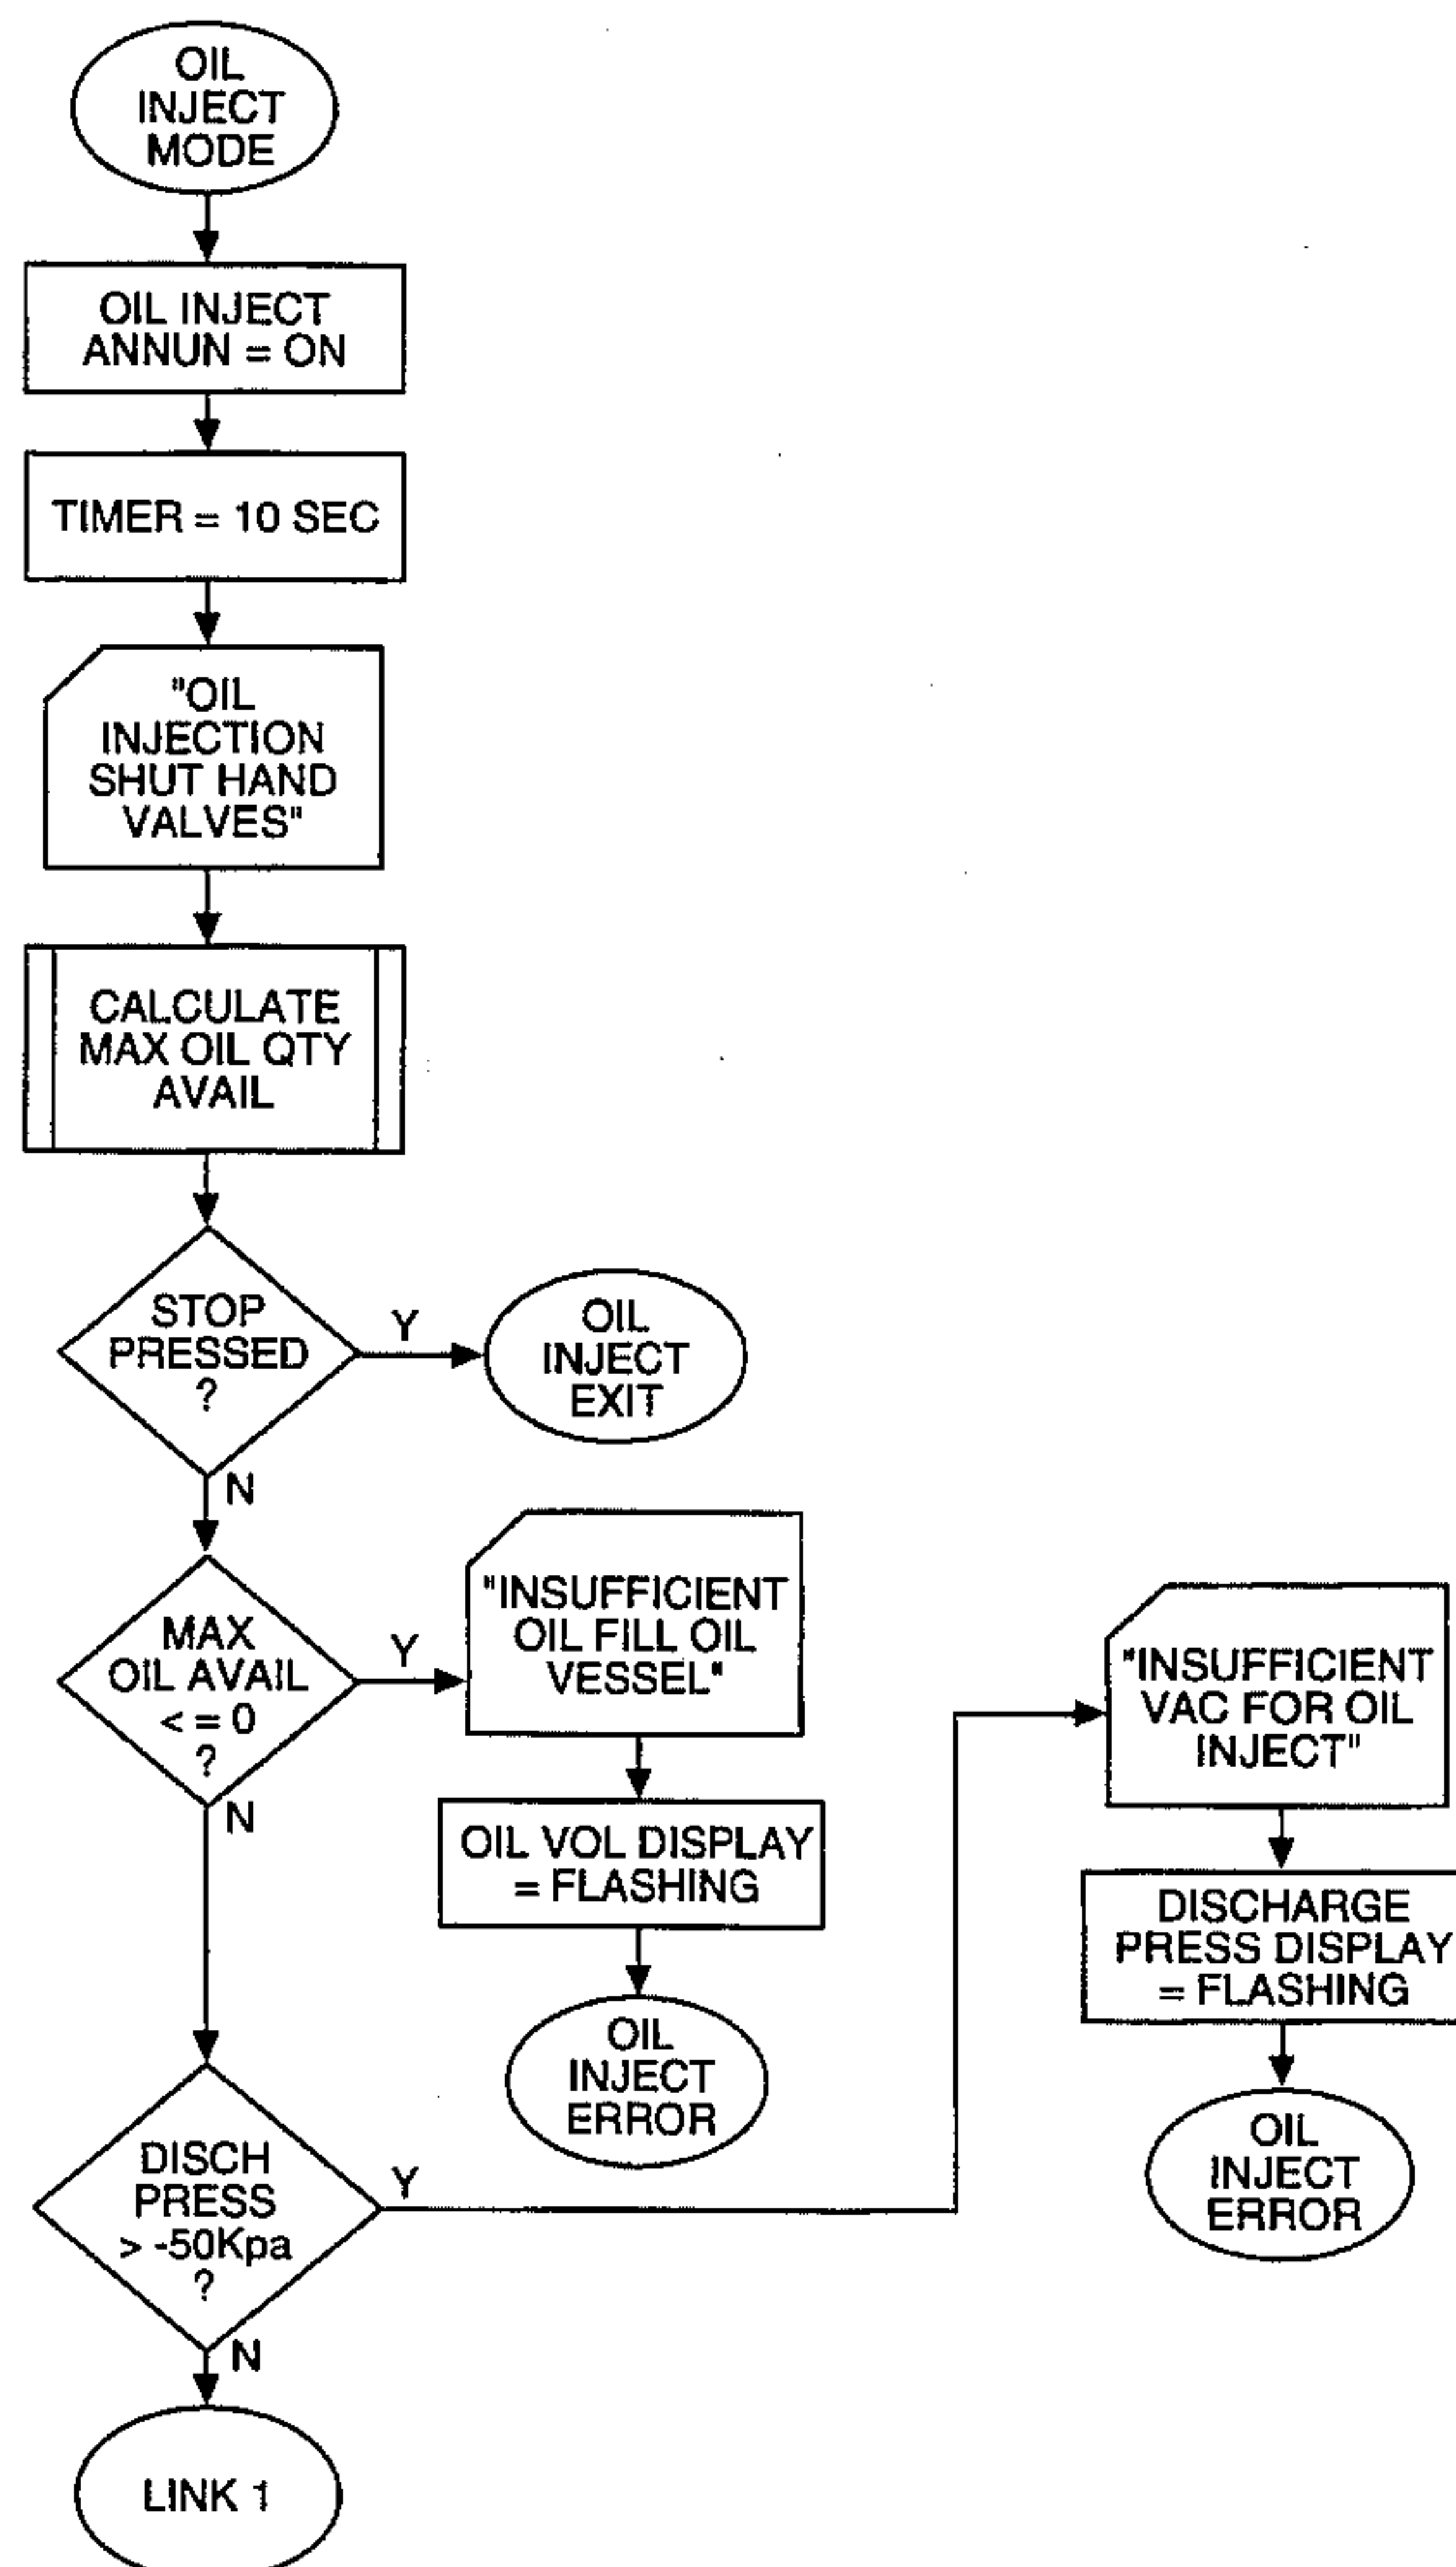 OIL
INJECT
MODE
OIL INJECT
ANNUN = ON
TIMER = 10 SEC
"OIL
INJECTION
SHUT HAND
VALVES"
CALCULATE
MAX OIL QTY
AVAIL
STOP
PRESSED
?
Y
OIL
INJECT
EXIT
N
MAX
OIL AVAIL
< = 0
?
Y
"INSUFFICIENT
OIL FILL OIL
VESSEL"
OIL VOL DISPLAY
= FLASHING
OIL
INJECT
ERROR
N
DISCH
PRESS
> -50Kpa
?
Y
"INSUFFICIENT
VAC FOR OIL
INJECT"
DISCHARGE
PRESS DISPLAY
= FLASHING
OIL
INJECT
ERROR
N
LINK 1